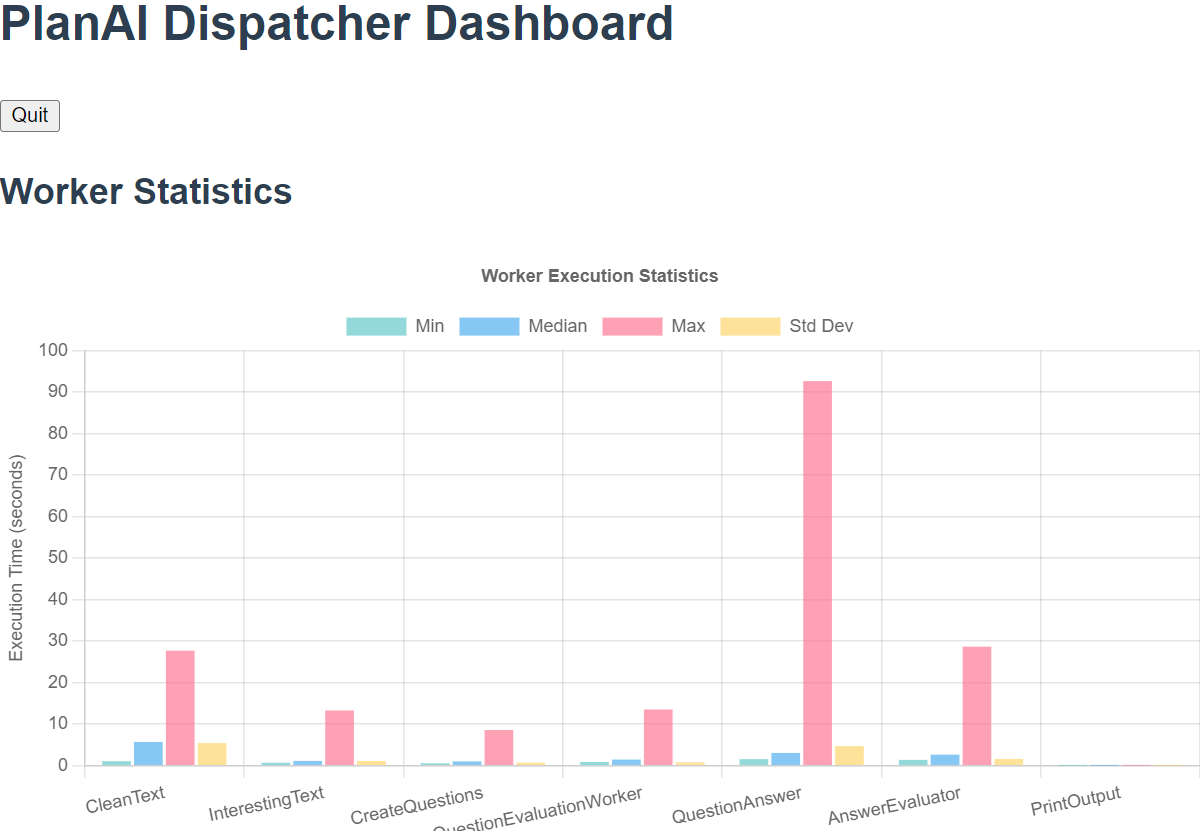 PlanAI Dispatcher Dashboard
Quit
Worker Statistics
Worker Execution Statistics
Min Median Max Std Dev
Execution Time (seconds)
100
90
80
70
60
50
40
30
20
10
0
CleanText InterestingText CreateQuestions QuestionEvaluationWorker QuestionAnswer AnswerEvaluator PrintOutput